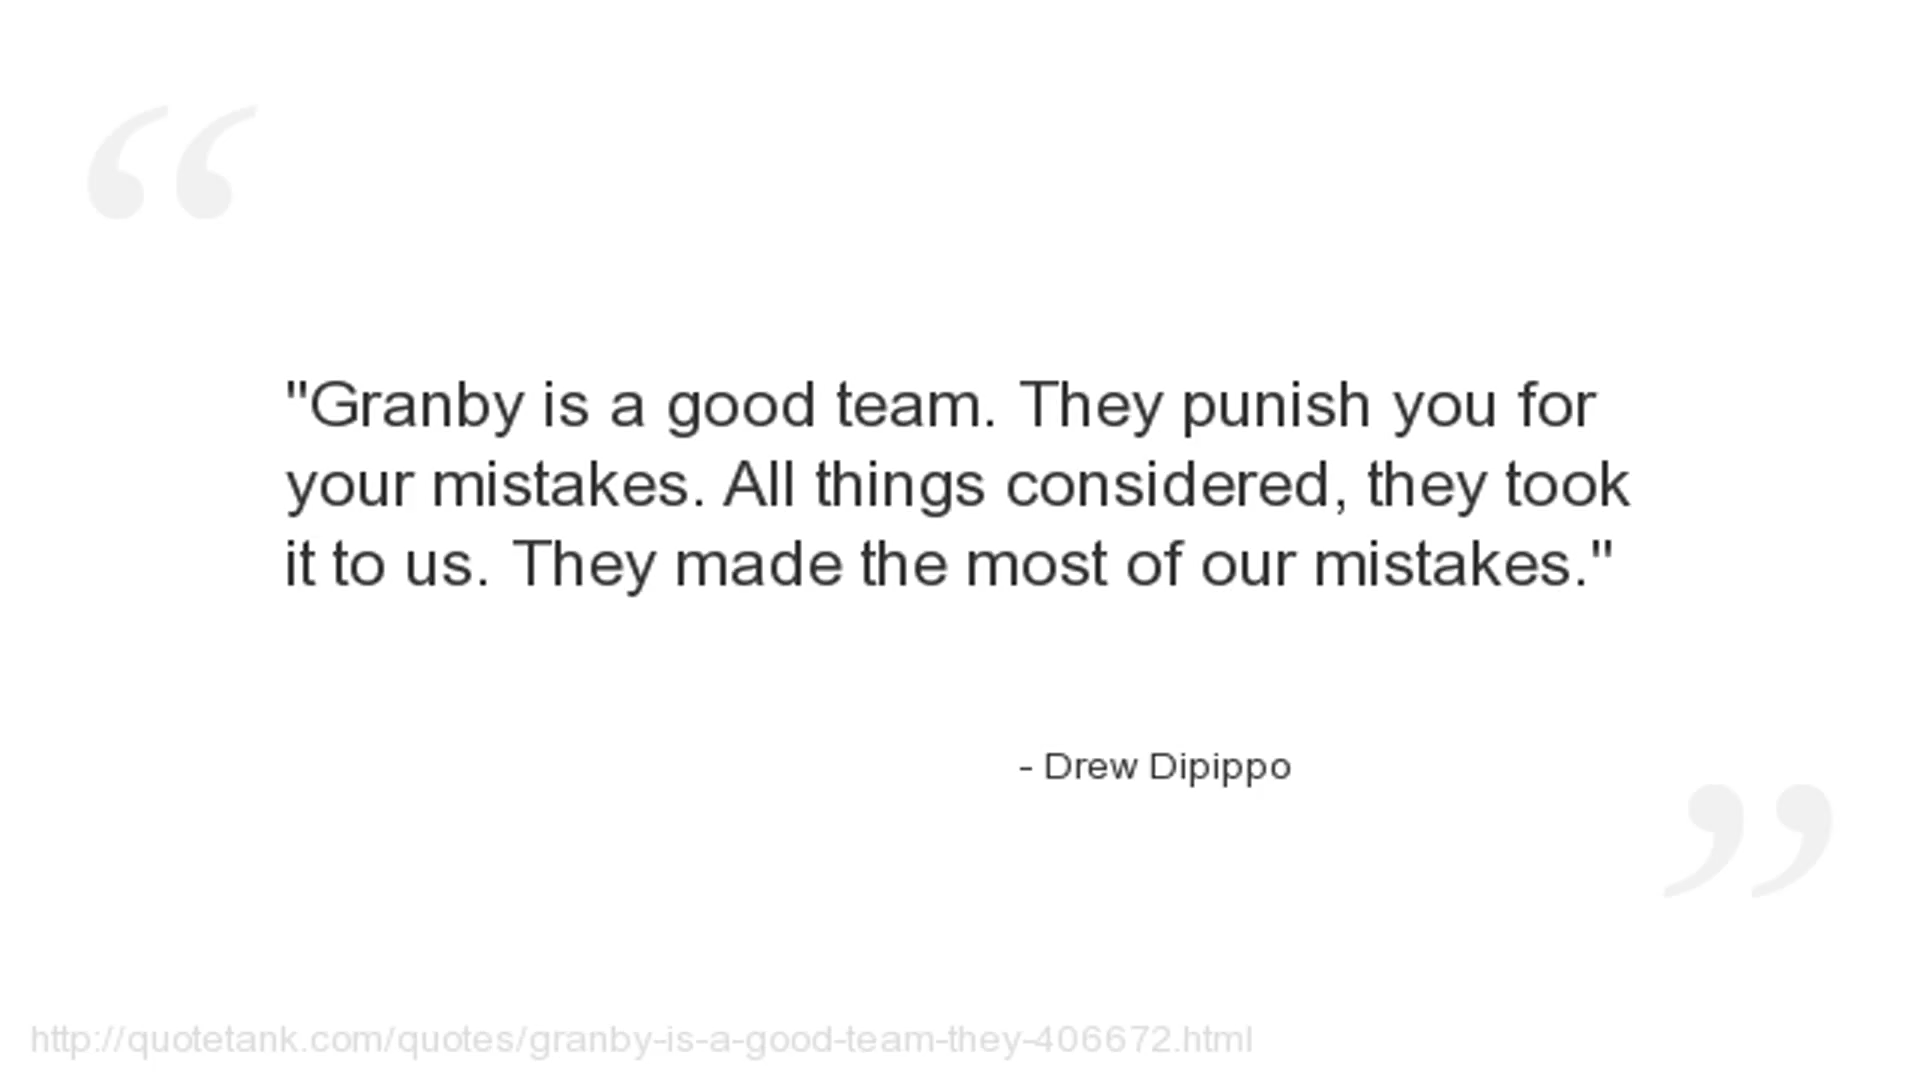 "Granby is a good team. They punish you for
your mistakes. All things considered, they took
it to us. They made the most of our mistakes."
- Drew Dipippo
http://quotetank.com/quotes/granby-is-a-good-team-they-406672.html